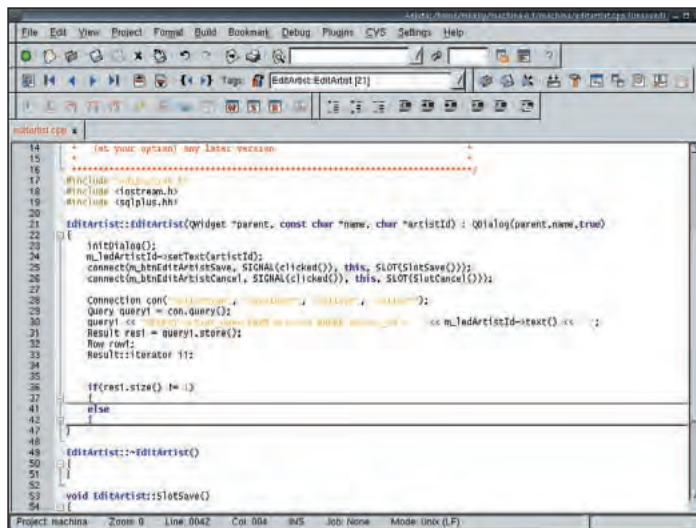 File Edit View Project Format Build Bookmark Debug Plugins CVS Settings Help
Tags: EditArtist::EditArtist [21]
editartist.cpp x
14 * (at your option) any later version *
15 * *
16 ***/
17 #include
18 #include <iostream.h>
19 #include <sqlplus.hh>
20
21 EditArtist::EditArtist(QWidget *parent, const char *name, char *artistId) : QDialog(parent,name,true)
22 {
23 initDialog();
24 m_ledArtistId->setText(artistId);
25 connect(m_btnEditArtistSave, SIGNAL(clicked()), this, SLOT(SlotSave()));
26 connect(m_btnEditArtistCancel, SIGNAL(clicked()), this, SLOT(SlotCancel()));
27
28 Connection con(
29 Query query1 = con.query();
30 query1 << << m_ledArtistId->text() << ;
31 Result res1 = query1.store();
32 Row row1;
33 Result::iterator i1;
34
35
36 if(res1.size() != 1)
37 {
41 else
42 {
47 }
48
49 EditArtist::~EditArtist()
50 {
51 }
52
53 void EditArtist::SlotSave()
54 {
Project: machina Zoom: 0 Line: 0042 Col: 004 INS Job: None Mode: Unix (LF)